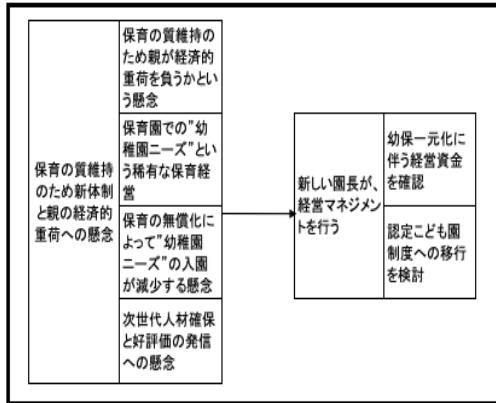 保育の質維持
のため新体制
と親の経済的
重荷への懸念
保育の質維持の
ため親が経済的
重荷を負うかとい
う懸念
保育園での”幼
稚園ニーズ”とい
う稀有な保育経
営
保育の無償化に
よって”幼稚園
ニーズ”の入園
が減少する懸念
次世代人材確保
と好評価の発信
への懸念
新しい園長が、
経営マネジメン
トを行う
幼保一元化に
伴う経営資金
を確認
認定こども園
制度への移行
を検討